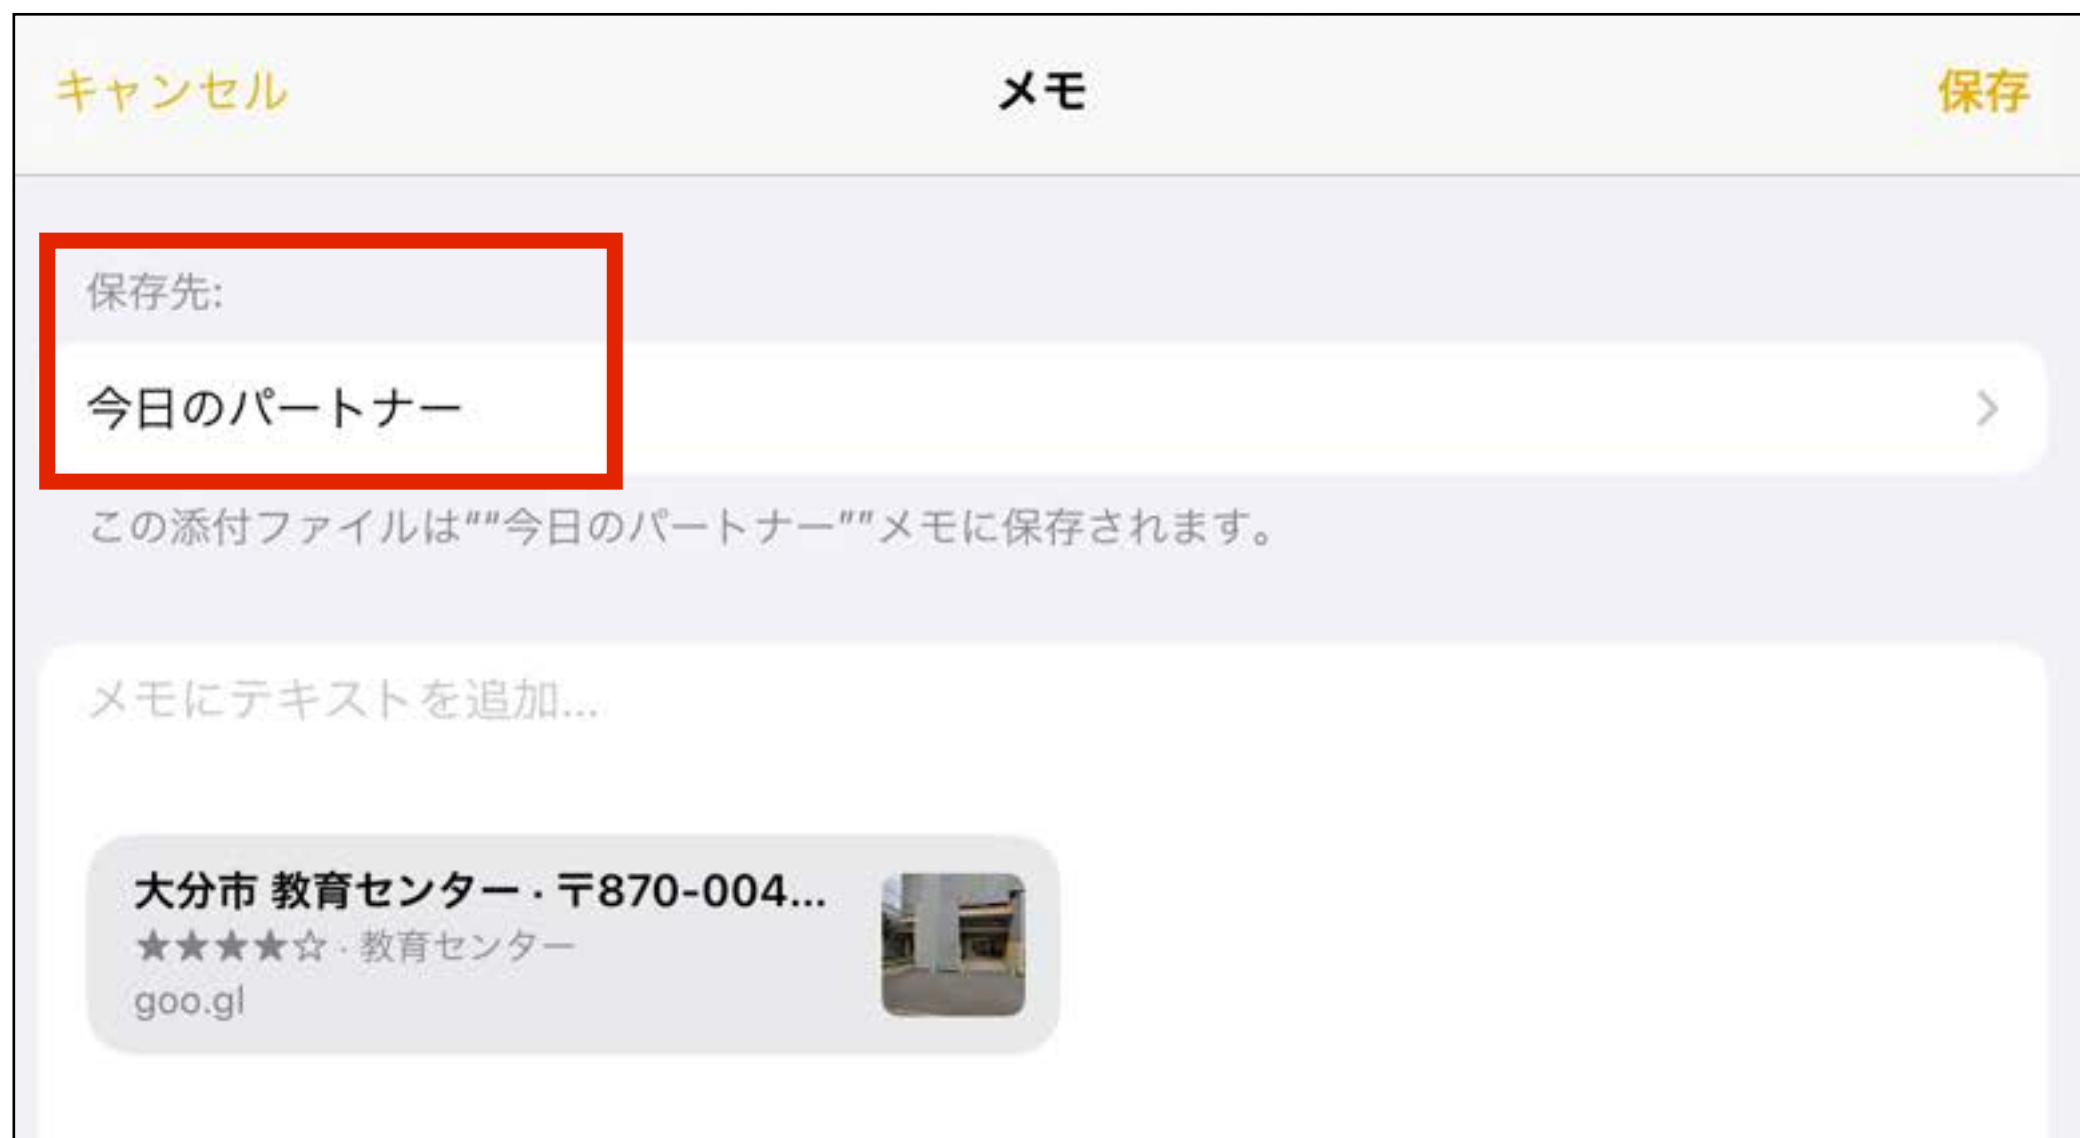 キャンセル メモ 保存
保存先:
今日のパートナー
この添付ファイルは""今日のパートナー""メモに保存されます。
メモにテキストを追加...
大分市 教育センター · 〒870-004...
★★★★☆ · 教育センター
goo.gl